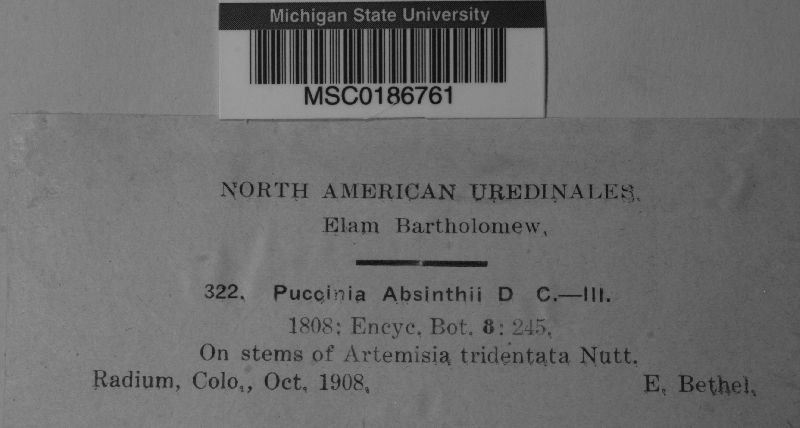 Michigan State University
MSC0186761
NORTH AMERICAN UREDINALES.
Elam Bartholomew,
322. Puccinia Absinthii D C.—III.
1808: Encyc. Bot. 8: 245.
On stems of Artemisia tridentata Nutt.
Radium, Colo., Oct. 1908. E. Bethel.